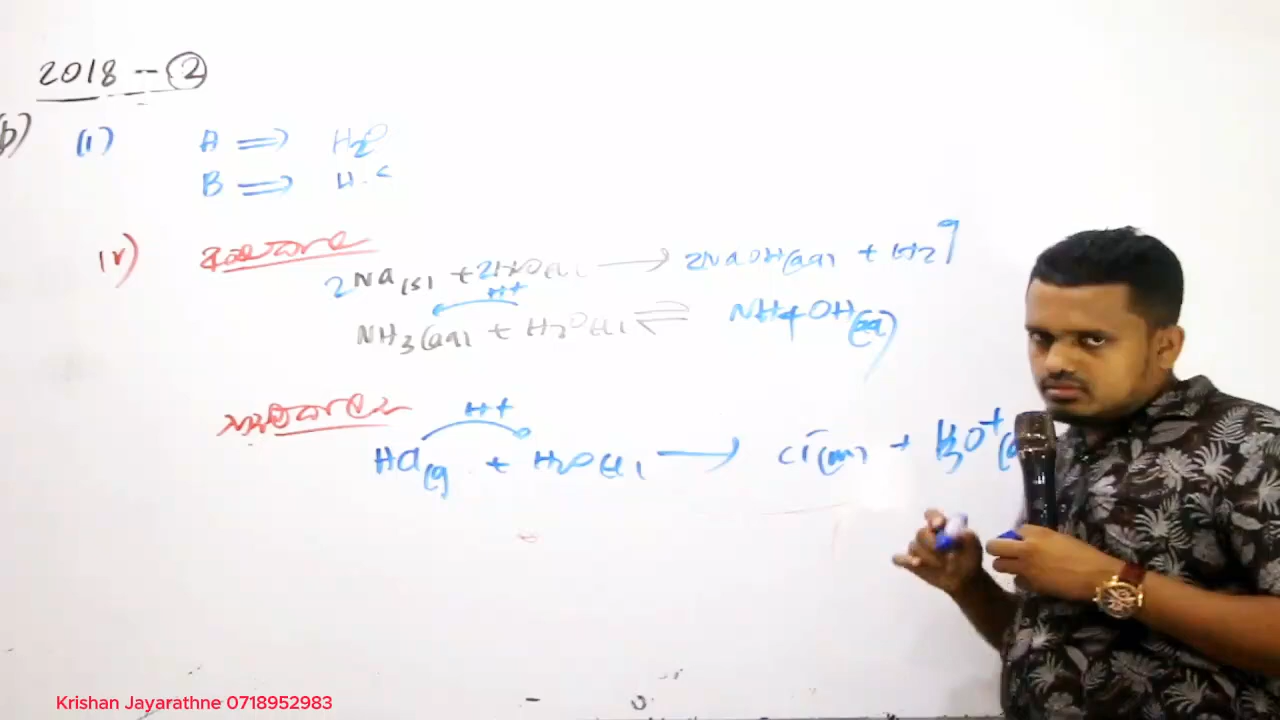 2018 - ②
(b) (i) A ⟹ H₂O
B ⟹ H₂S
(v)
2Na(s) + 2H₂O(l) ⟶ 2NaOH(aq) + H₂
H+
NH₃(aq) + H₂O(l) ⇌ NH₄OH(aq)
H+
HCl(g) + H₂O(l) ⟶ Cl⁻(aq) + H₃O⁺
Krishan Jayarathne 0718952983